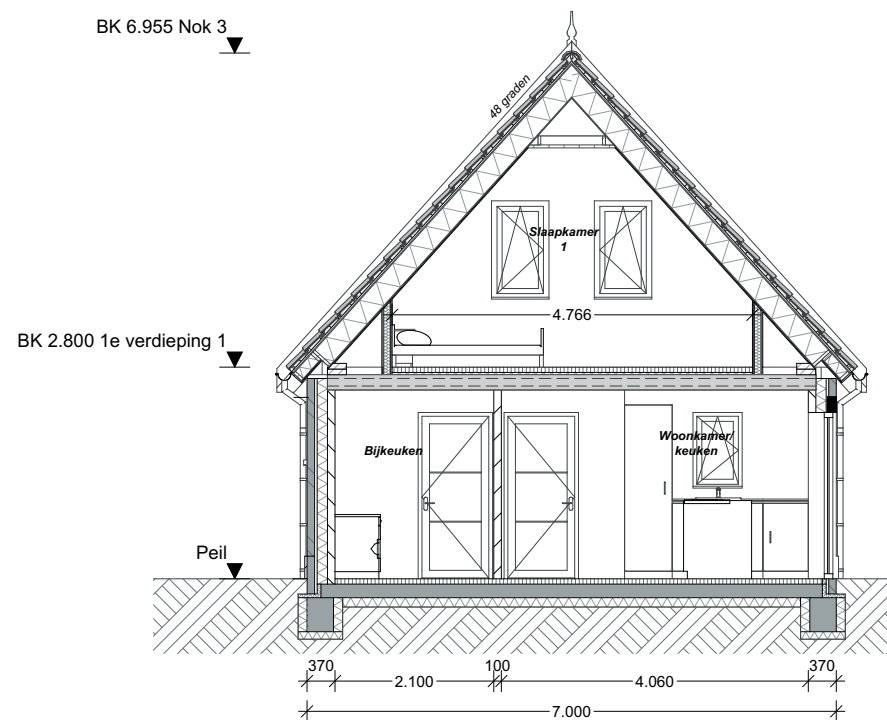 BK 6.955 Nok 3
48 graden
Slaapkamer
1
4.766
BK 2.800 1e verdieping 1
Bijkeuken
Woonkamer/
keuken
Peil
370
2.100
100
4.060
370
7.000